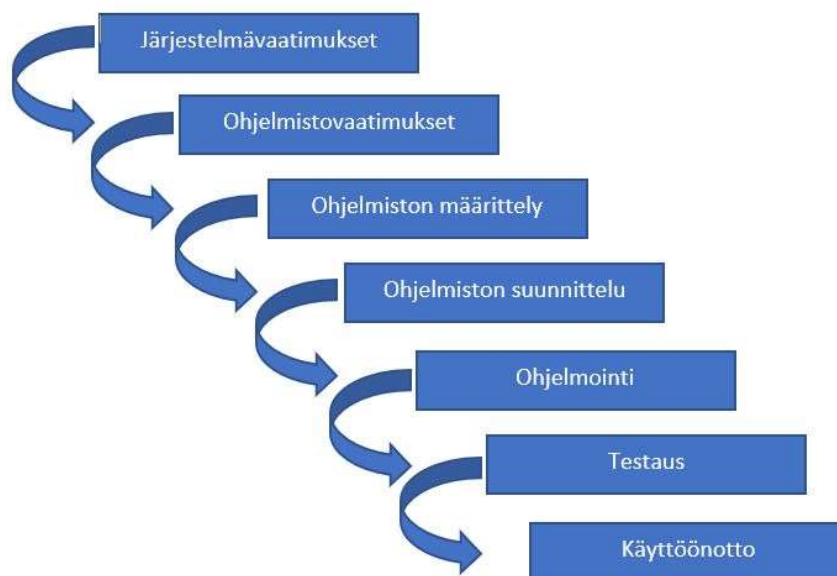 Järjestelmävaatimukset
Ohjelmistovaatimukset
Ohjelmiston määrittely
Ohjelmiston suunnittelu
Ohjelmointi
Testaus
Käyttöönotto